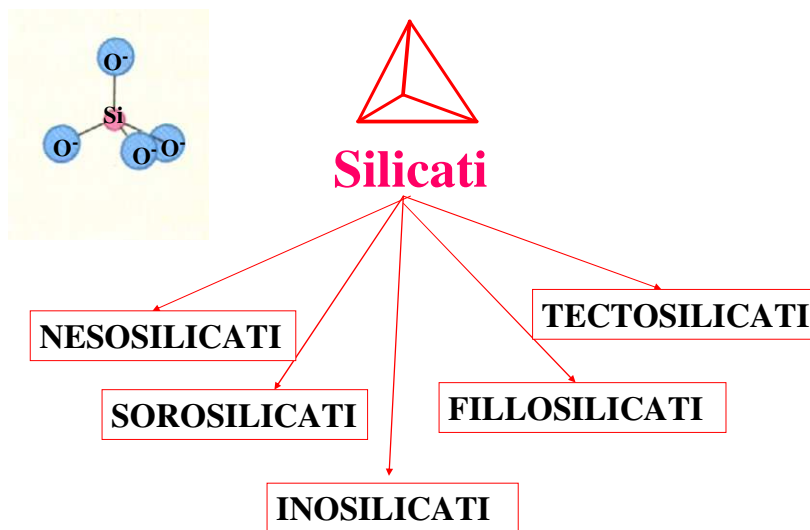 O-
Si
O-
O-
O-
Silicati
NESOSILICATI
TECTOSILICATI
SOROSILICATI
FILLOSILICATI
INOSILICATI